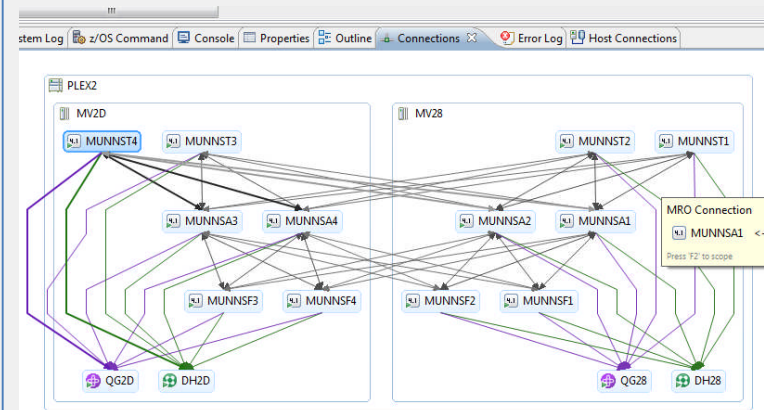 stem Log z/OS Command Console Properties Outline Connections Error Log Host Connections
PLEX2
MV2D MV28
MUNNST4 MUNNST3 MUNNST2 MUNNST1
MRO Connection
MUNNSA3 MUNNSA4 MUNNSA2 MUNNSA1
MUNNSA1 <-
Press 'F2' to scope
MUNNSF3 MUNNSF4 MUNNSF2 MUNNSF1
QG2D DH2D QG28 DH28